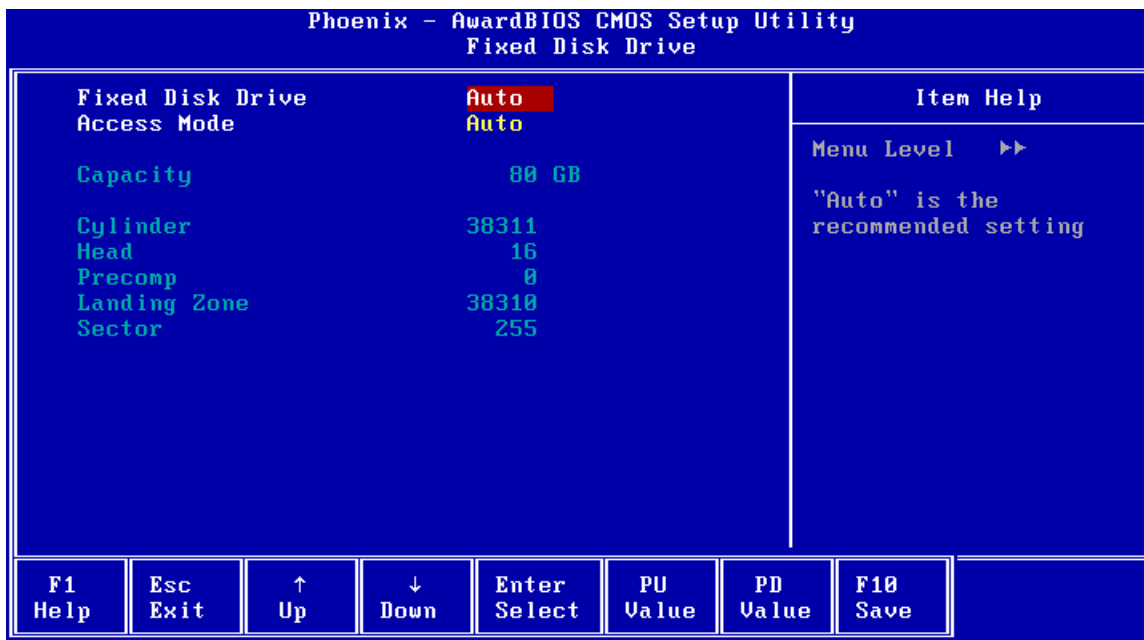 Phoenix - AwardBIOS CMOS Setup Utility
Fixed Disk Drive
Fixed Disk Drive Auto
Access Mode Auto
Capacity 80 GB
Cylinder 38311
Head 16
Precomp 0
Landing Zone 38310
Sector 255
Item Help
Menu Level ►►
"Auto" is the
recommended setting
F1 Help
Esc Exit
↑ Up
↓ Down
Enter Select
PU Value
PD Value
F10 Save